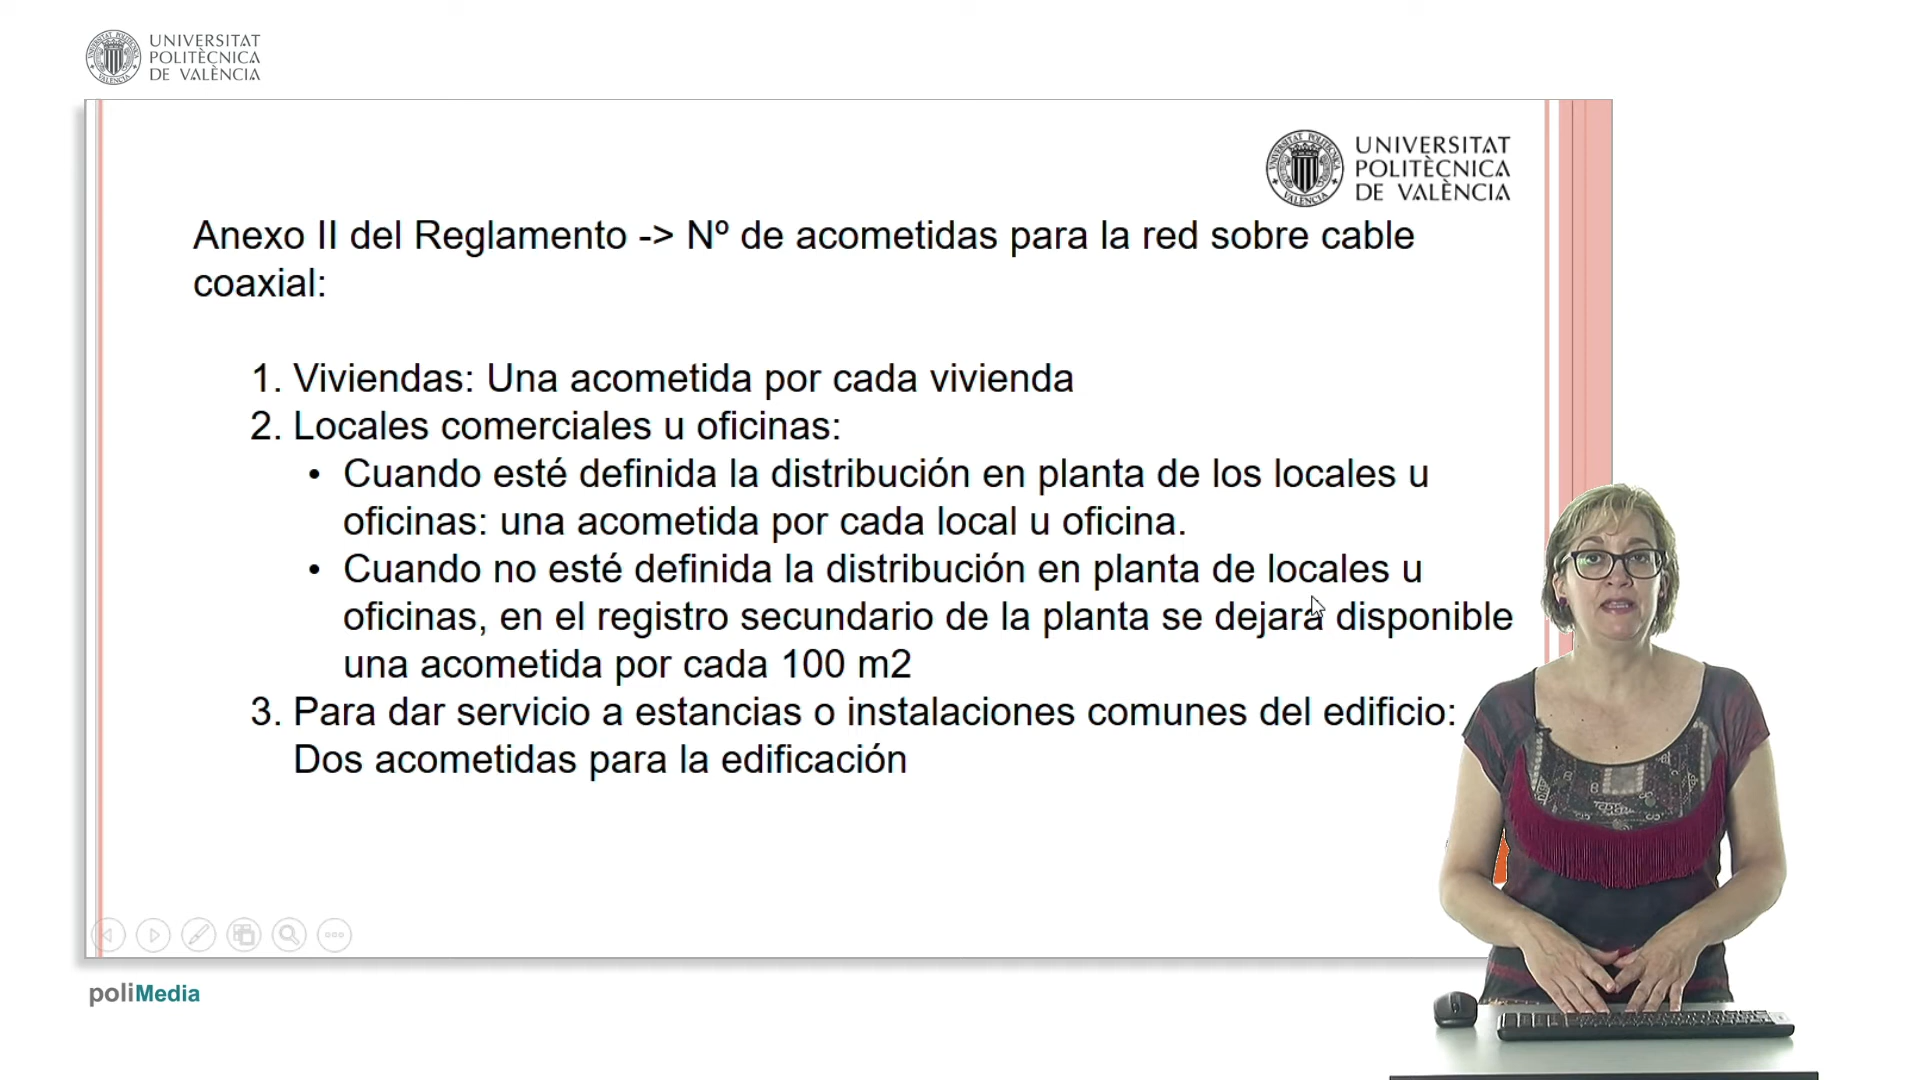 UNIVERSITAT
POLITÈCNICA
DE VALÈNCIA
UNIVERSITAT
POLITÈCNICA
DE VALÈNCIA
Anexo II del Reglamento -> Nº de acometidas para la red sobre cable
coaxial:
1. Viviendas: Una acometida por cada vivienda
2. Locales comerciales u oficinas:
• Cuando esté definida la distribución en planta de los locales u
oficinas: una acometida por cada local u oficina.
• Cuando no esté definida la distribución en planta de locales u
oficinas, en el registro secundario de la planta se dejará disponible
una acometida por cada 100 m2
3. Para dar servicio a estancias o instalaciones comunes del edificio:
Dos acometidas para la edificación
poliMedia